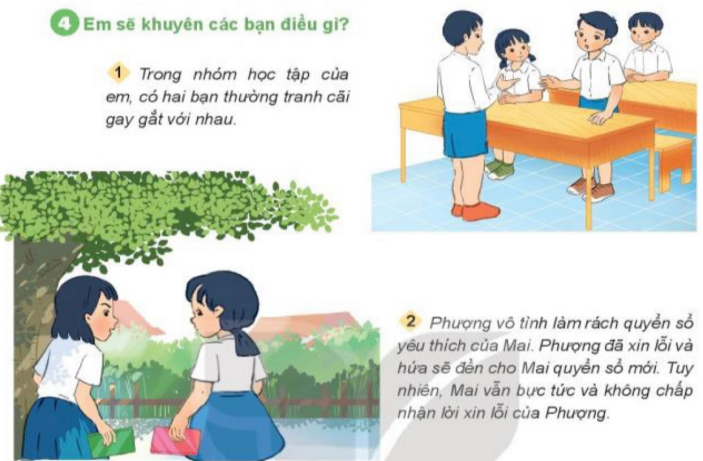 4 Em sẽ khuyên các bạn điều gì?
1 Trong nhóm học tập của
em, có hai bạn thường tranh cãi
gay gắt với nhau.
2 Phượng vô tình làm rách quyển sổ
yêu thích của Mai. Phượng đã xin lỗi và
hứa sẽ đền cho Mai quyển sổ mới. Tuy
nhiên, Mai vẫn bực tức và không chấp
nhận lời xin lỗi của Phượng.